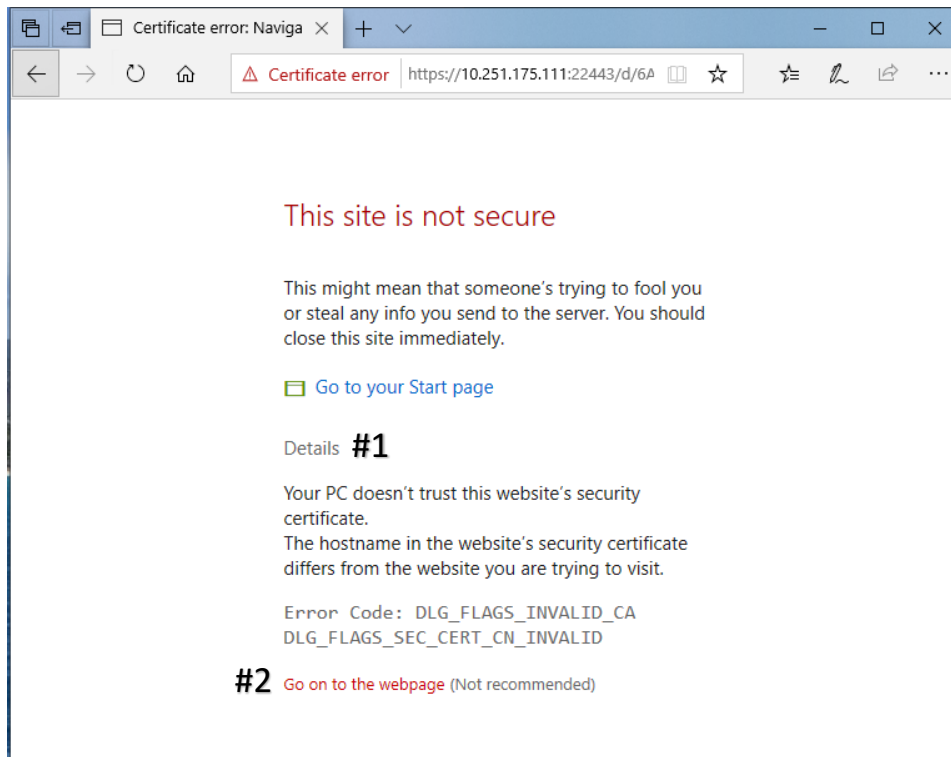 Certificate error: Naviga
Certificate error https://10.251.175.111:22443/d/6A
This site is not secure
This might mean that someone's trying to fool you
or steal any info you send to the server. You should
close this site immediately.
Go to your Start page
Details #1
Your PC doesn't trust this website's security
certificate.
The hostname in the website's security certificate
differs from the website you are trying to visit.
Error Code: DLG_FLAGS_INVALID_CA
DLG_FLAGS_SEC_CERT_CN_INVALID
#2 Go on to the webpage (Not recommended)